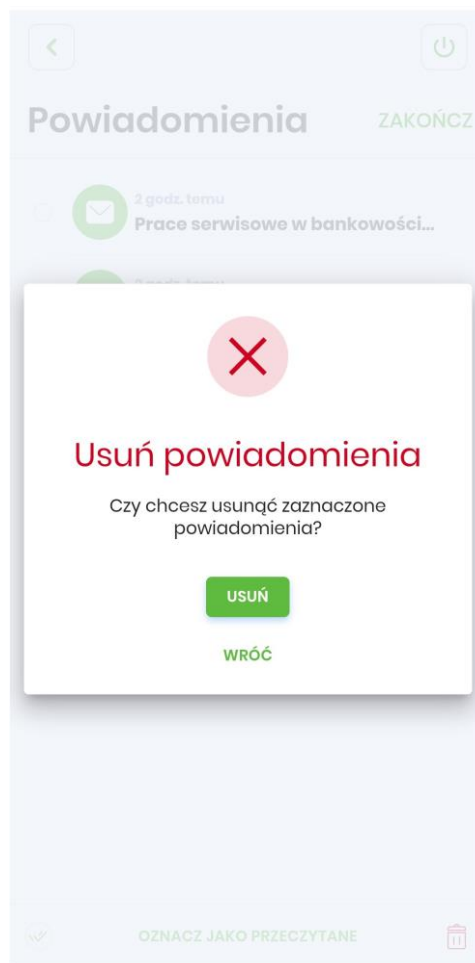 Powiadomienia
ZAKOŃCZ
2 godz. temu
Prace serwisowe w bankowości...
Usuń powiadomienia
Czy chcesz usunąć zaznaczone
powiadomienia?
USUŃ
WRÓĆ
OZNACZ JAKO PRZECZYTANE